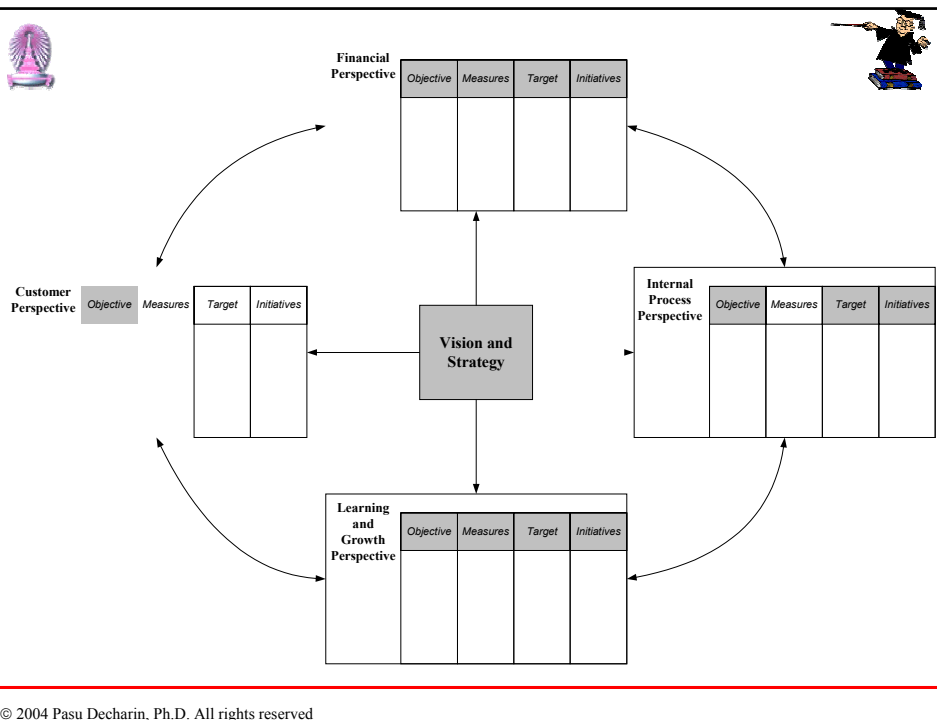 Financial
Perspective
Objective Measures Target Initiatives
Customer
Perspective
Objective Measures Target Initiatives
Vision and
Strategy
Internal
Process
Perspective
Objective Measures Target Initiatives
Learning
and
Growth
Perspective
Objective Measures Target Initiatives
© 2004 Pasu Decharin, Ph.D. All rights reserved